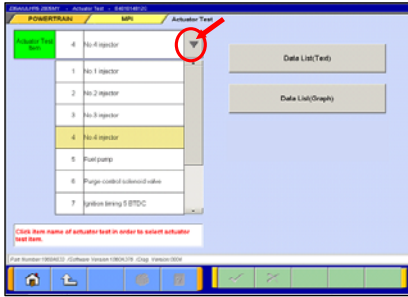 POWERTRAIN MPI Actuator Test
Actuator Test Item 4 No.4 injector
1 No.1 injector
2 No.2 injector
3 No.3 injector
4 No.4 injector
5 Fuel pump
6 Purge control solenoid valve
7 Ignition timing 5 BTDC
Data List(Text)
Data List(Graph)
Click item name of actuator test in order to select actuator
test item.